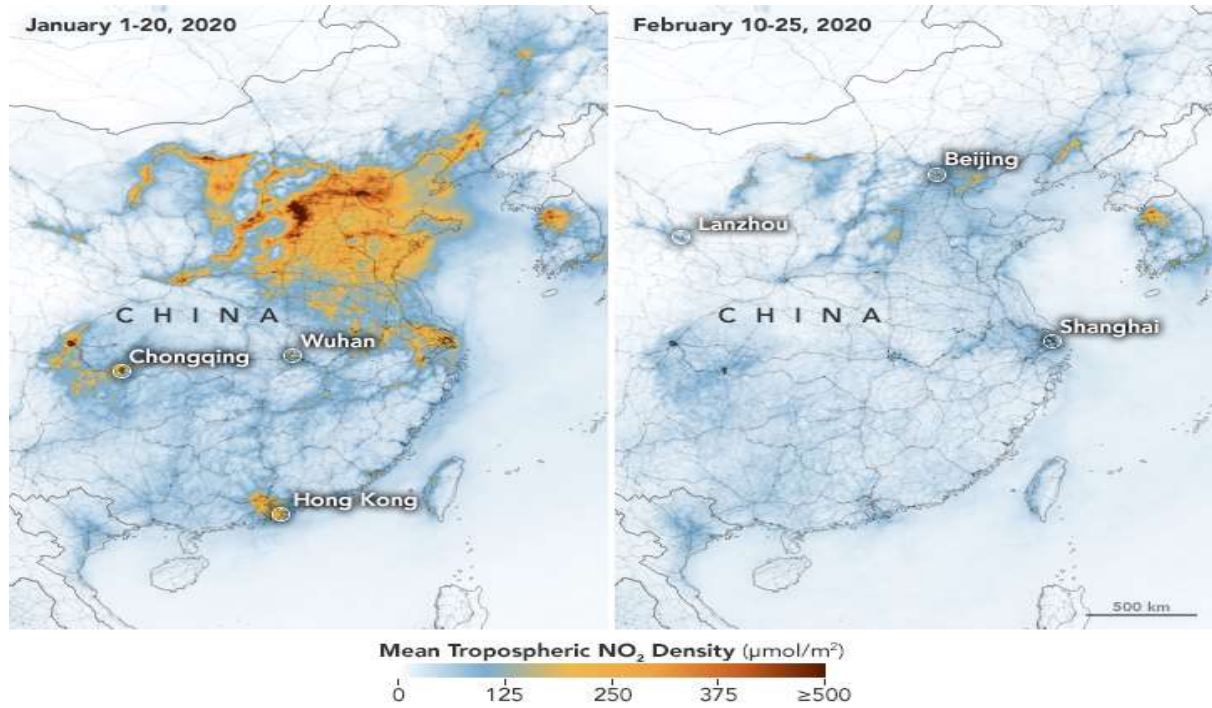 January 1-20, 2020
CHINA
Wuhan
Chongqing
Hong Kong
February 10-25, 2020
Beijing
Lanzhou
CHINA
Shanghai
500 km
Mean Tropospheric NO₂ Density (μmol/m²)
0 125 250 375 ≥500